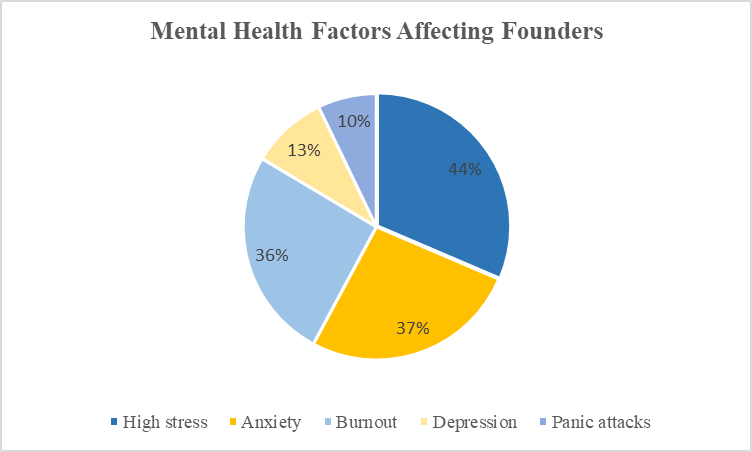 Mental Health Factors Affecting Founders
10%
13%
44%
36%
37%
High stress Anxiety Burnout Depression Panic attacks